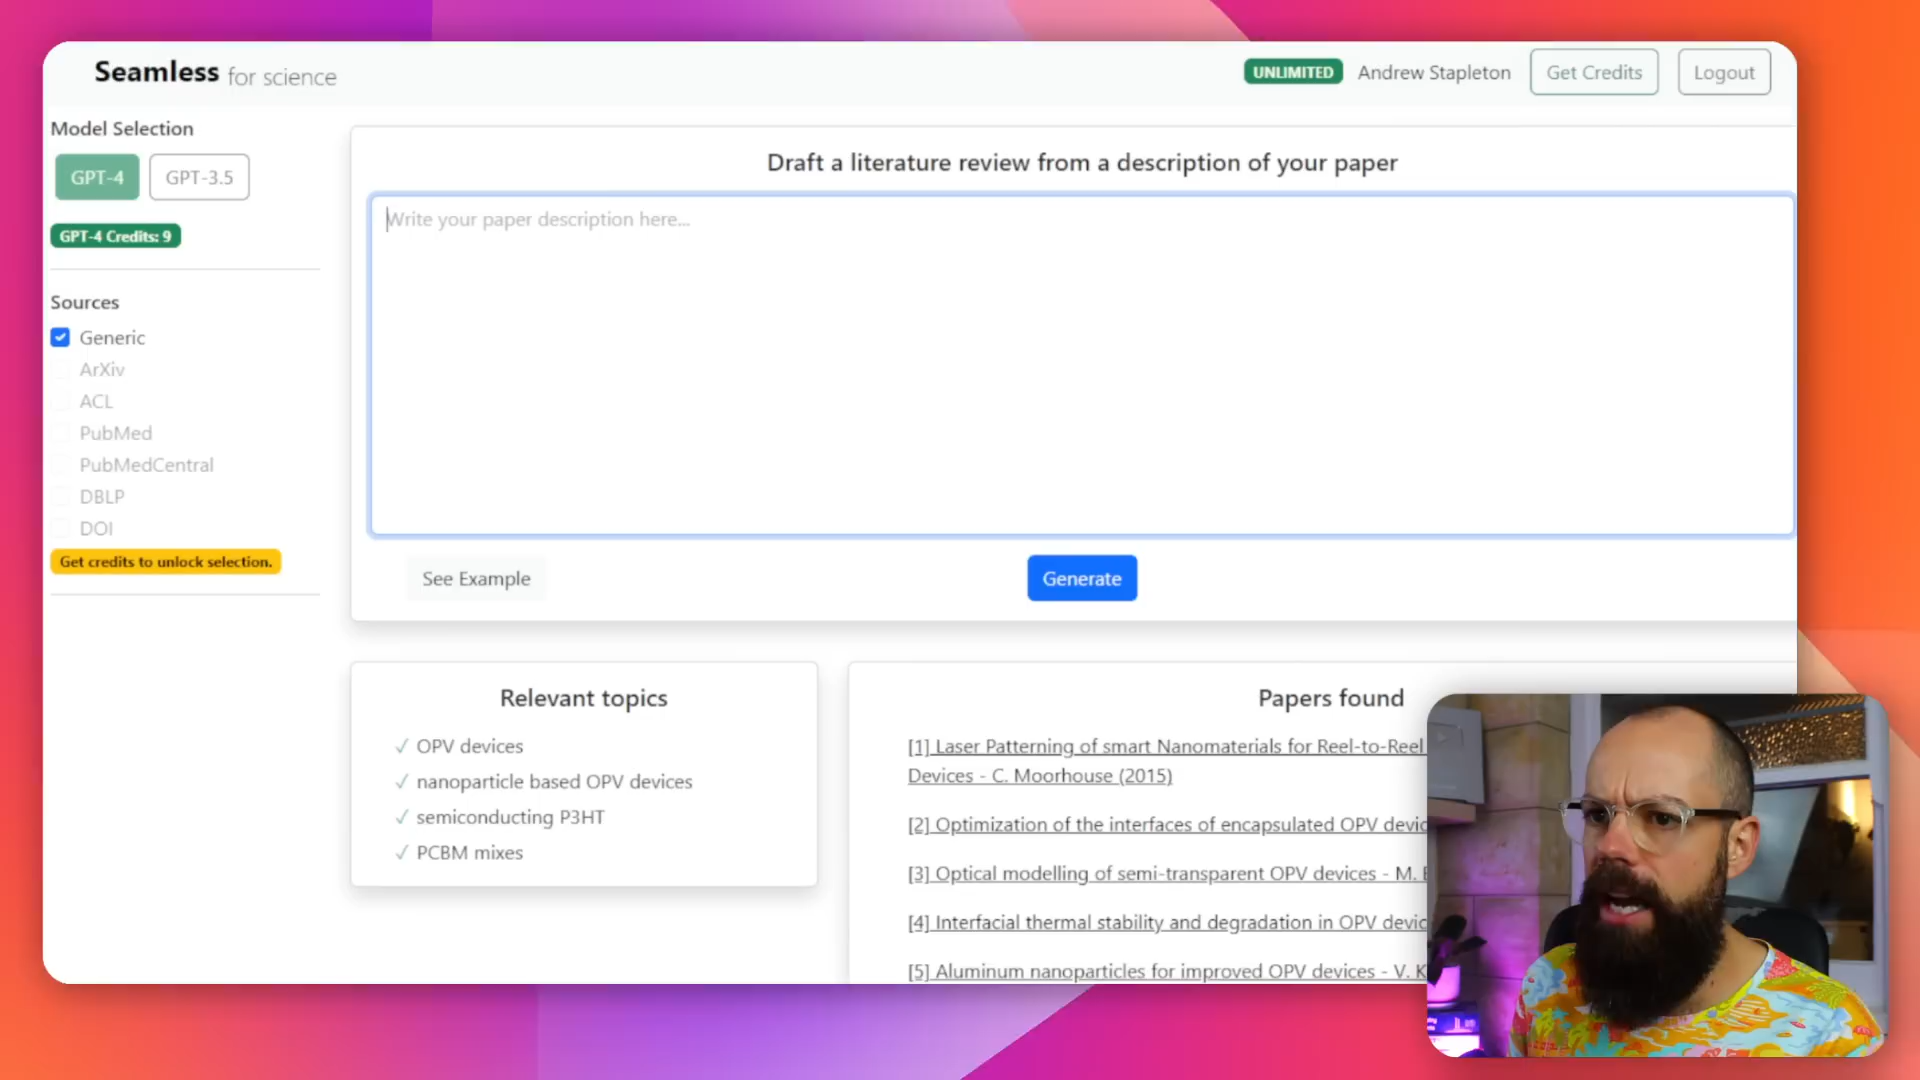 Seamless for science
UNLIMITED Andrew Stapleton Get Credits Logout
Model Selection
GPT-4 GPT-3.5
GPT-4 Credits: 9
Sources
Generic
ArXiv
ACL
PubMed
PubMedCentral
DBLP
DOI
Get credits to unlock selection.
Draft a literature review from a description of your paper
Write your paper description here...
See Example Generate
Relevant topics
✓ OPV devices
✓ nanoparticle based OPV devices
✓ semiconducting P3HT
✓ PCBM mixes
Papers found
[1] Laser Patterning of smart Nanomaterials for Reel-to-Reel
Devices - C. Moorhouse (2015)
[2] Optimization of the interfaces of encapsulated OPV
[3] Optical modelling of semi-transparent OPV devices - M.
[4] Interfacial thermal stability and degradation in OPV
[5] Aluminum nanoparticles for improved OPV devices - V.